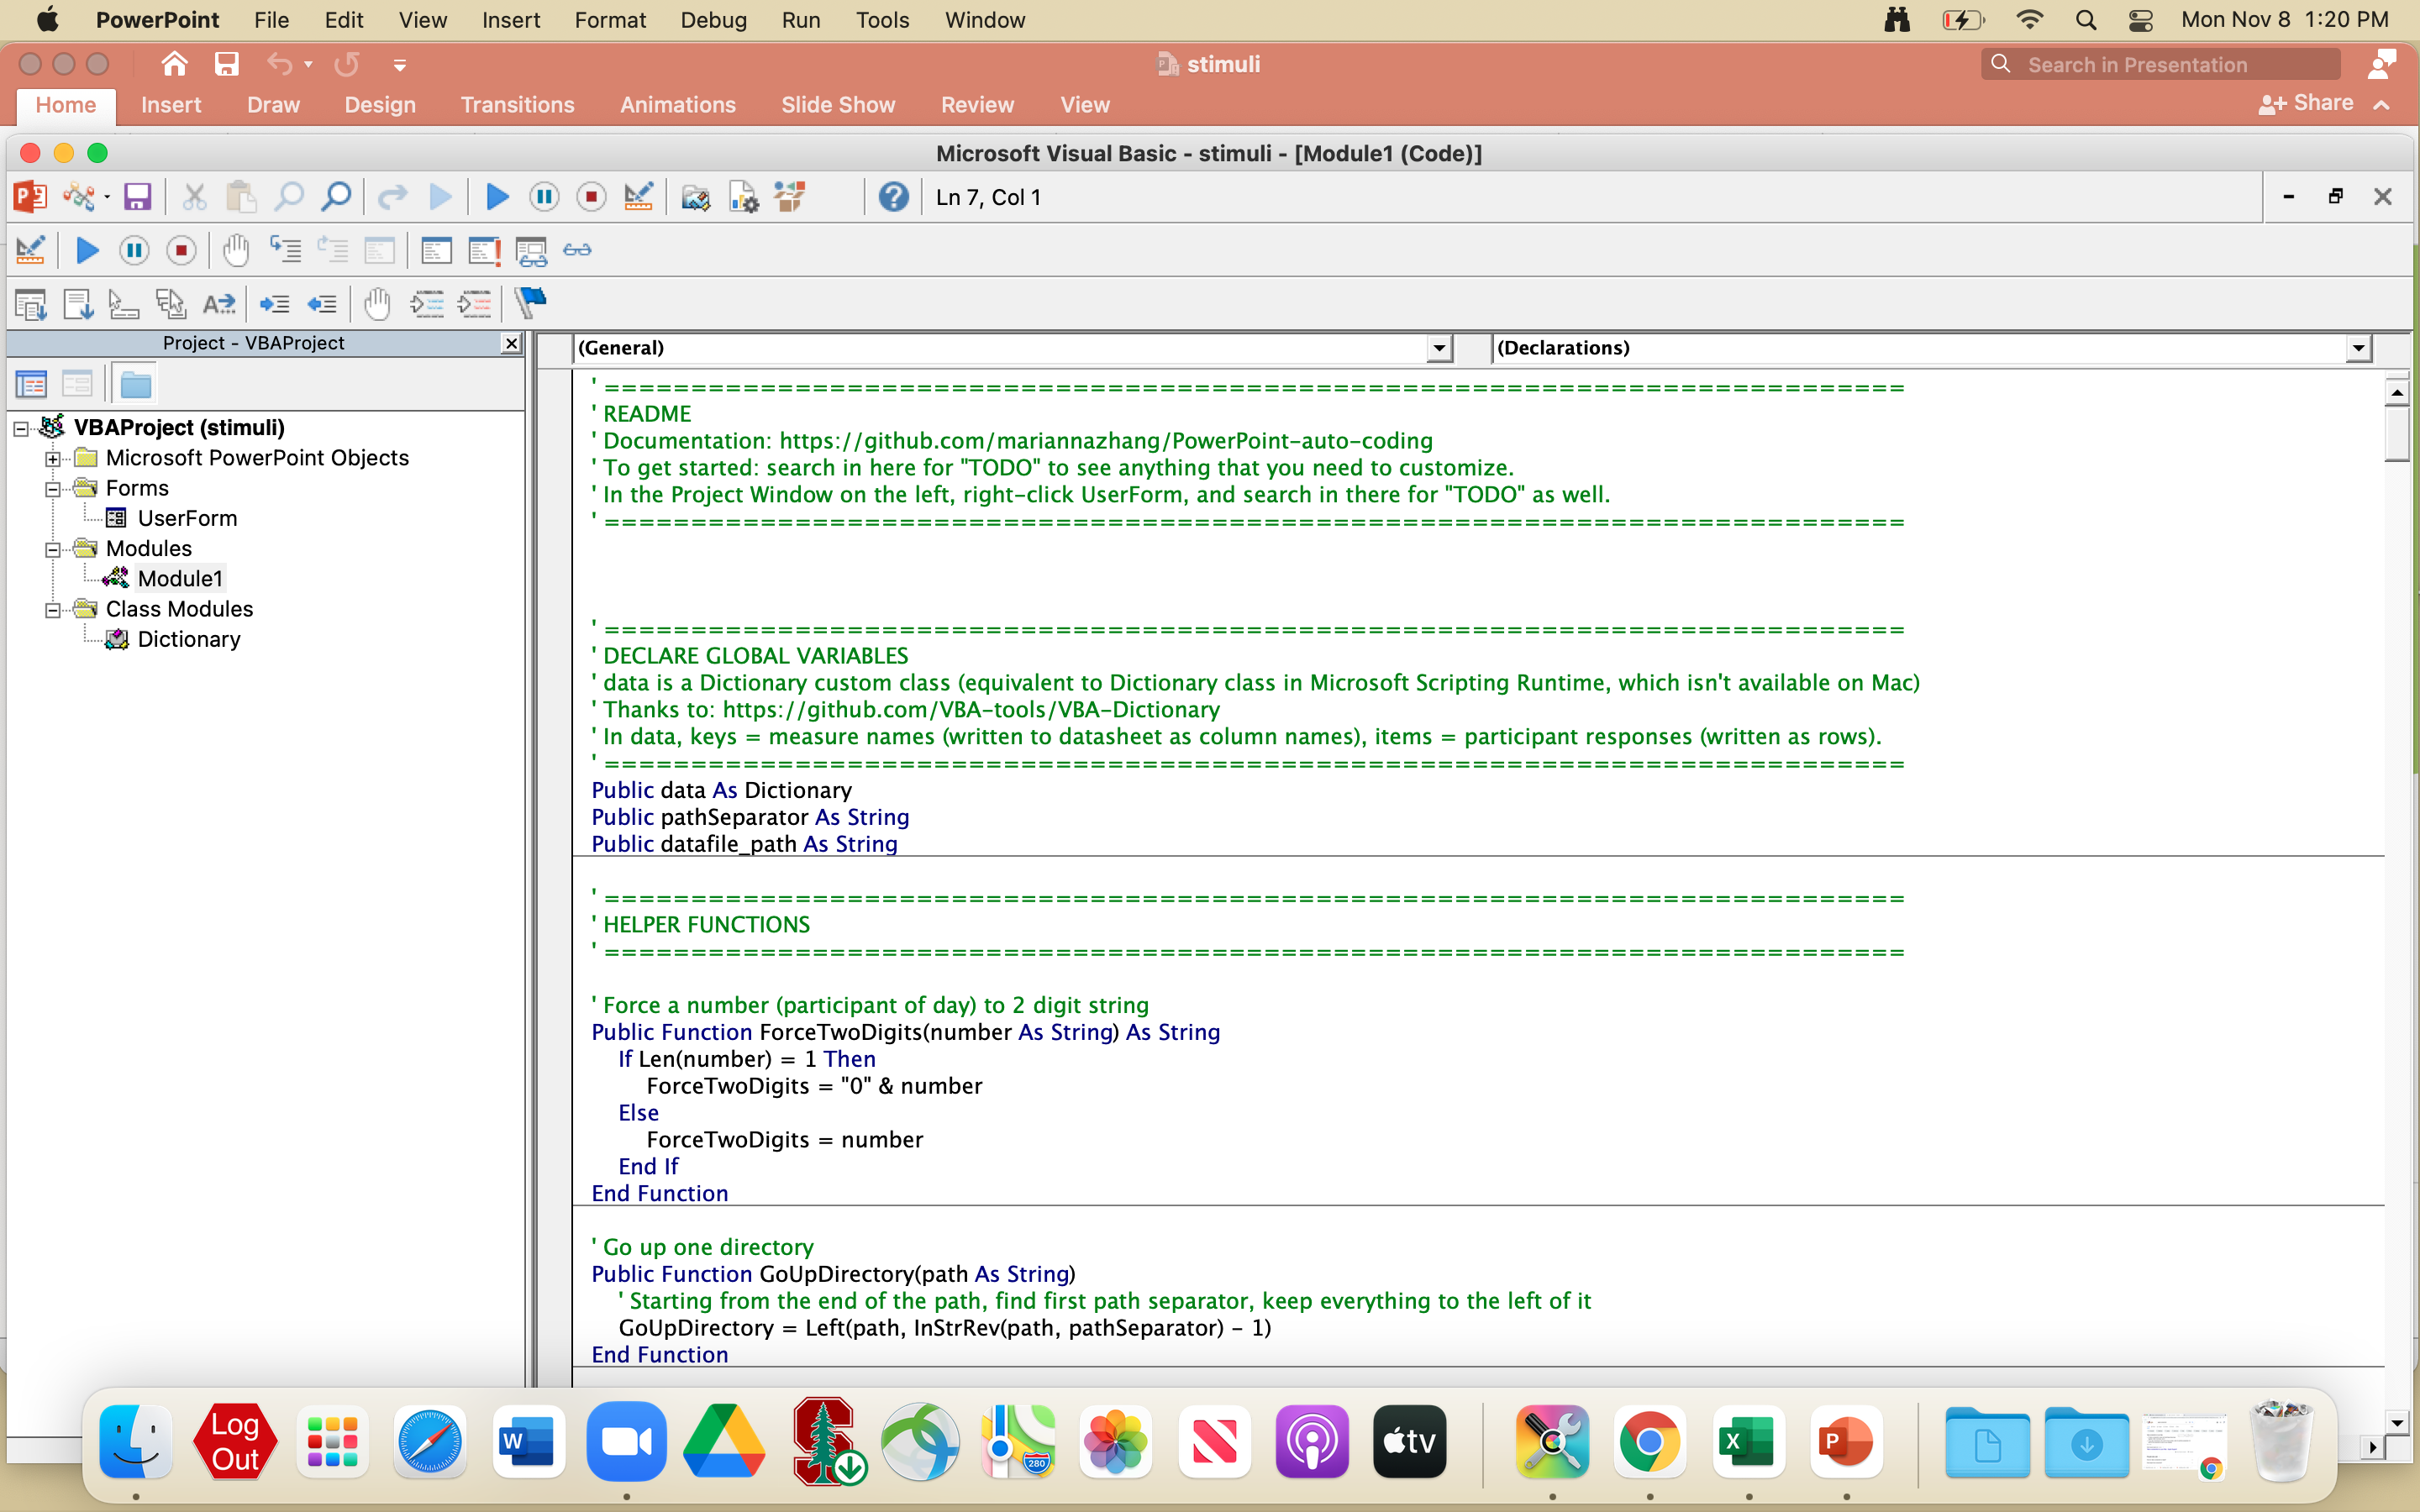 PowerPoint File Edit View Insert Format Debug Run Tools Window Mon Nov 8 1:20 PM
stimuli
Search in Presentation
Home Insert Draw Design Transitions Animations Slide Show Review View Share
Microsoft Visual Basic - stimuli - [Module1 (Code)]
Ln 7, Col 1
Project - VBAProject
VBAProject (stimuli)
Microsoft PowerPoint Objects
Forms
UserForm
Modules
Module1
Class Modules
Dictionary
(General) (Declarations)
' ===========================================================================
' README
' Documentation: https://github.com/mariannazhang/PowerPoint-auto-coding
' To get started: search in here for "TODO" to see anything that you need to customize.
' In the Project Window on the left, right-click UserForm, and search in there for "TODO" as well.
' ===========================================================================
' ===========================================================================
' DECLARE GLOBAL VARIABLES
' data is a Dictionary custom class (equivalent to Dictionary class in Microsoft Scripting Runtime, which isn't available on Mac)
' Thanks to: https://github.com/VBA-tools/VBA-Dictionary
' In data, keys = measure names (written to datasheet as column names), items = participant responses (written as rows).
' ===========================================================================
Public data As Dictionary
Public pathSeparator As String
Public datafile_path As String
' ===========================================================================
' HELPER FUNCTIONS
' ===========================================================================
' Force a number (participant of day) to 2 digit string
Public Function ForceTwoDigits(number As String) As String
If Len(number) = 1 Then
ForceTwoDigits = "0" & number
Else
ForceTwoDigits = number
End If
End Function
' Go up one directory
Public Function GoUpDirectory(path As String)
' Starting from the end of the path, find first path separator, keep everything to the left of it
GoUpDirectory = Left(path, InStrRev(path, pathSeparator) - 1)
End Function
Log
Out
W
280
tv
X
P